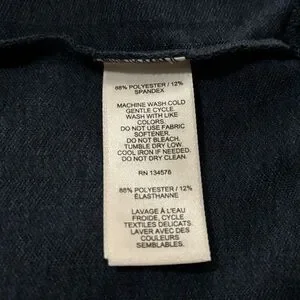 88% POLYESTER / 12%
SPANDEX
MACHINE WASH COLD
GENTLE CYCLE.
WASH WITH LIKE
COLORS.
DO NOT USE FABRIC
SOFTENER.
DO NOT BLEACH.
TUMBLE DRY LOW.
COOL IRON IF NEEDED.
DO NOT DRY CLEAN.
RN 134578
88% POLYESTER / 12%
ÉLASTHANNE
LAVAGE À L'EAU
FROIDE, CYCLE
TEXTILES DELICATS.
LAVER AVEC DES
COULEURS
SEMBLABLES.